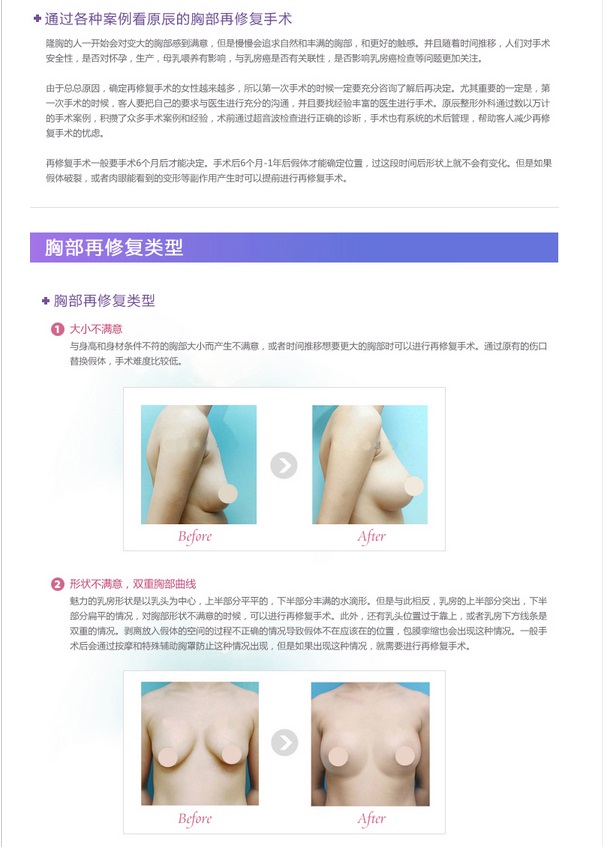 通过各种案例看原辰的胸部再修复手术
隆胸的人一开始会对变大的胸部感到满意，但是慢慢会追求自然和丰满的胸部，和更好的触感。并且随着时间推移，人们对手术
安全性，是否对怀孕，生产，母乳喂养有影响，与乳房癌是否有关联性，是否影响乳房癌检查等问题更加关注。
由于总总原因，确定再修复手术的女性越来越多，所以第一次手术的时候一定要充分咨询了解后再决定。尤其重要的一定是，第
一次手术的时候，客人要把自己的要求与医生进行充分的沟通，并且要找经验丰富的医生进行手术。原辰整形外科通过数以万计
的手术案例，积攒了众多手术案例和经验，术前通过超音波检查进行正确的诊断，手术也有系统的术后管理，帮助客人减少再修
复手术的忧虑。
再修复手术一般要手术6个月后才能决定。手术后6个月-1年后假体才能确定位置，过这段时间后形状上就不会有变化。但是如果
假体破裂，或者肉眼能看到的变形等副作用产生时可以提前进行再修复手术。
胸部再修复类型
胸部再修复类型
1 大小不满意
与身高和身材条件不符的胸部大小而产生不满意，或者时间推移想要更大的胸部时可以进行再修复手术。通过原有的伤口
替换假体，手术难度比较低。
Before After
2 形状不满意，双重胸部曲线
魅力的乳房形状是以乳头为中心，上半部分平平的，下半部分丰满的水滴形。但是与此相反，乳房的上半部分突出，下半
部分扁平的情况，对胸部形状不满意的时候，可以进行再修复手术。此外，还有乳头位置过于靠上，或者乳房下方线条是
双重的情况。剥离放入假体的空间的过程不正确的情况导致假体不在应该在的位置，包膜挛缩也会出现这种情况。一般手
术后会通过按摩和特殊辅助胸罩防止这种情况出现，但是如果出现这种情况，就需要进行再修复手术。
Before After